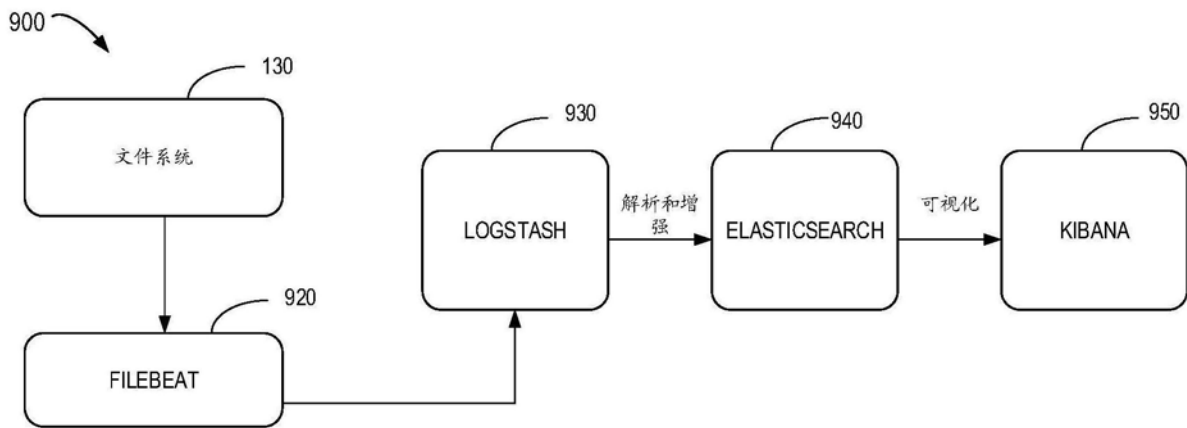 900
130
文件系统
920
FILEBEAT
930
LOGSTASH
解析和增
强
940
ELASTICSEARCH
可视化
950
KIBANA